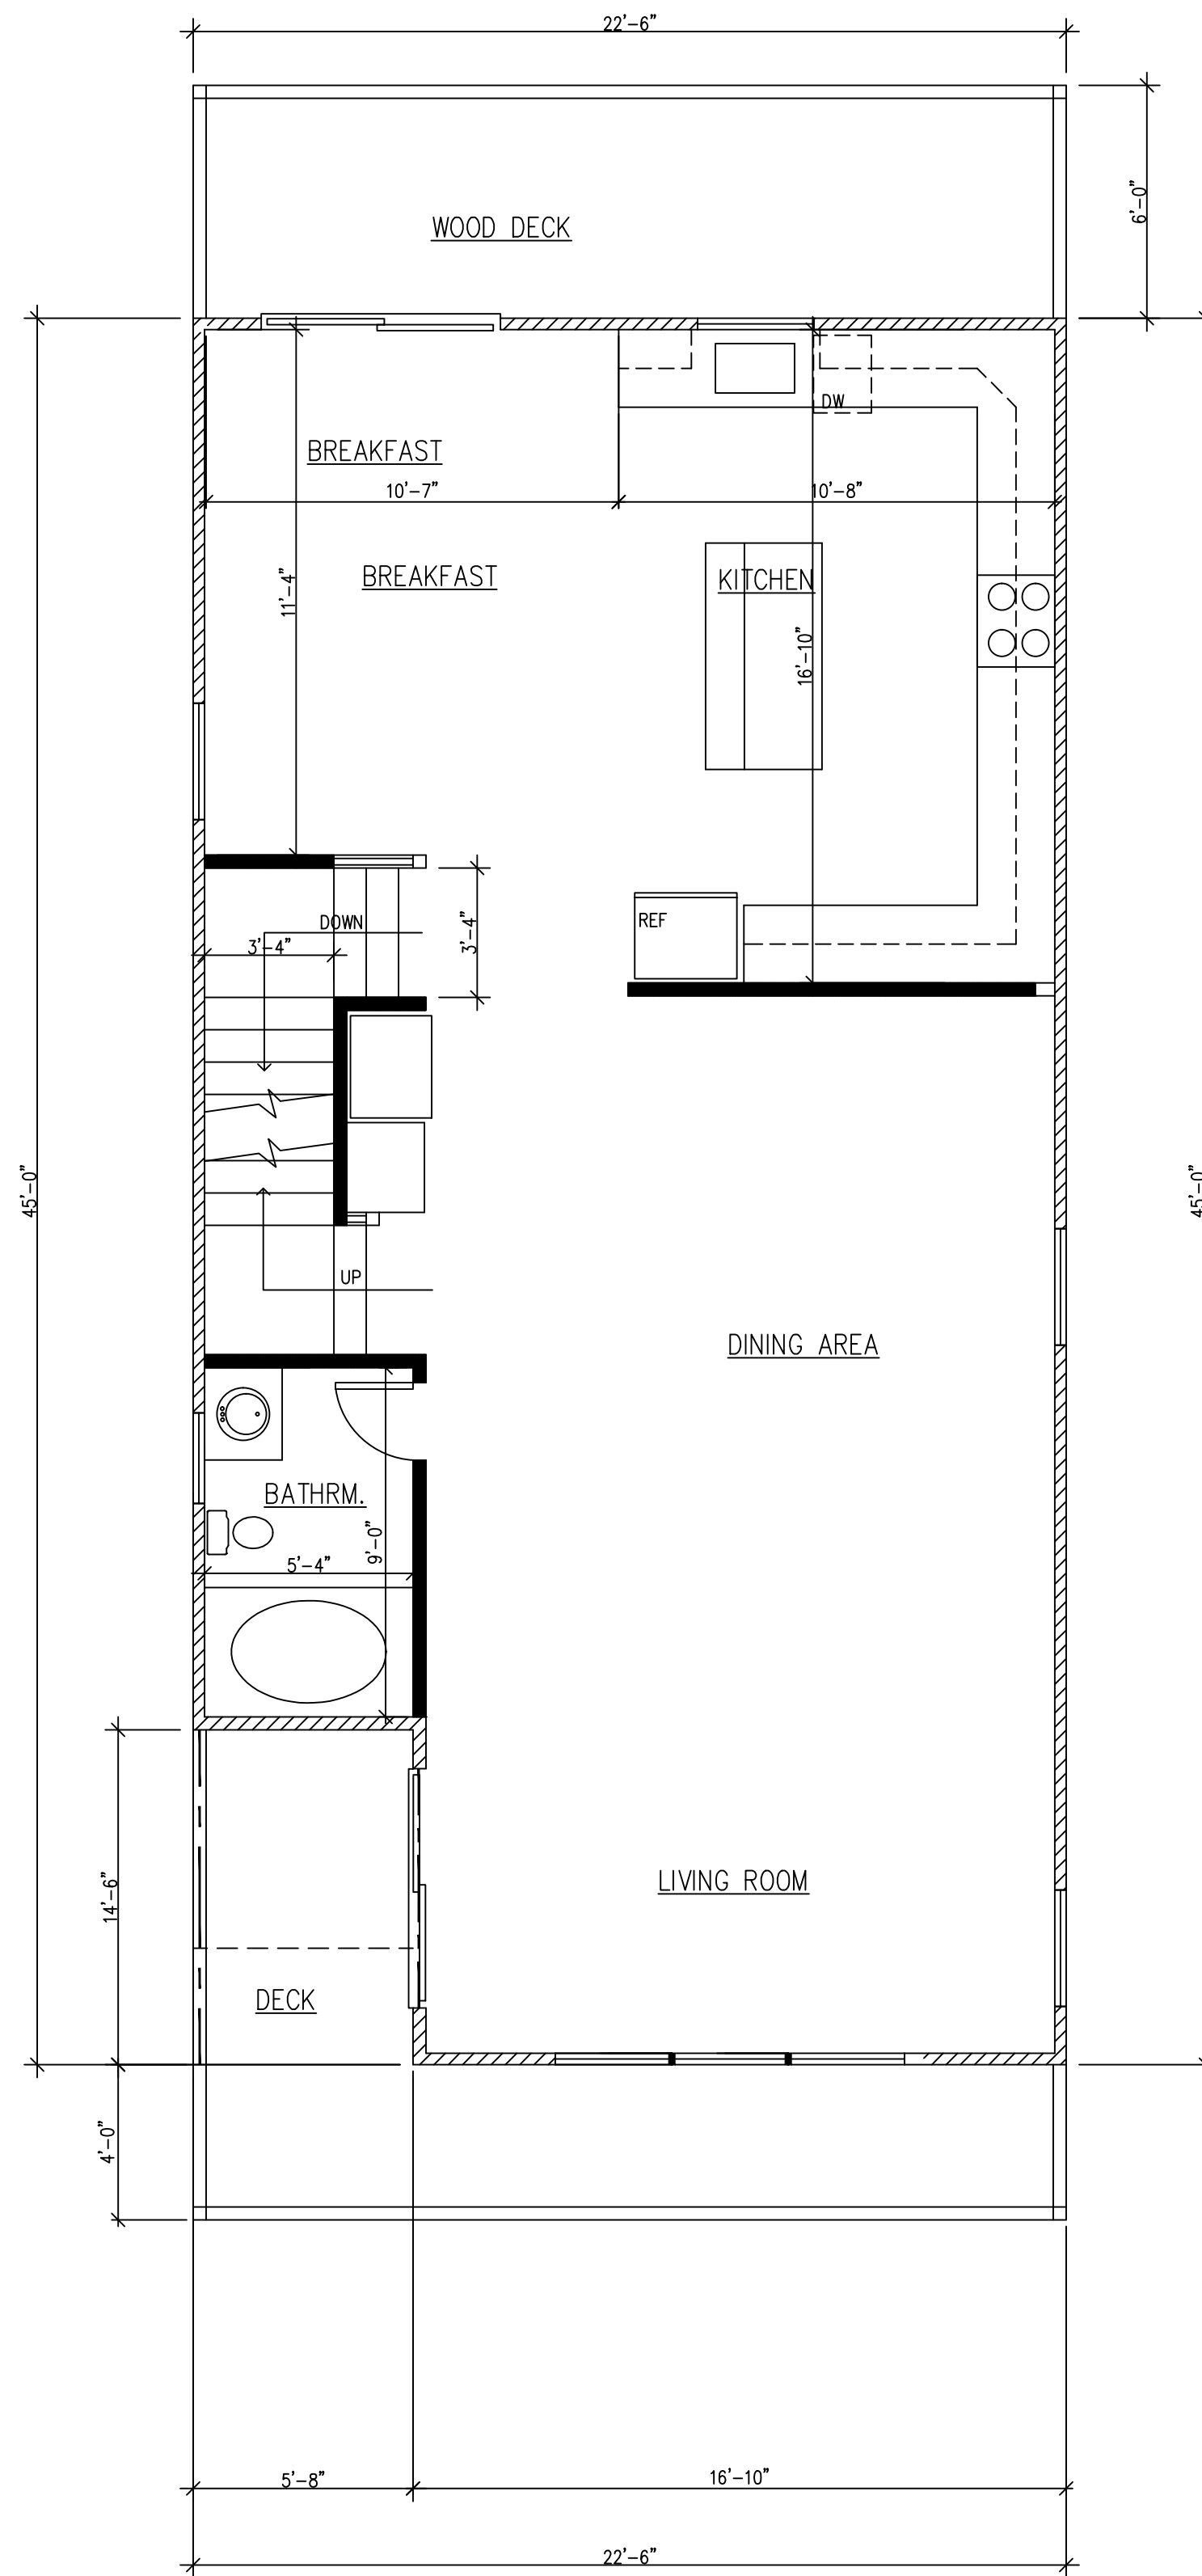 22'-6"
6'-0"
WOOD DECK
DW
BREAKFAST
10'-7"
10'-8"
BREAKFAST
KITCHEN
11'-4"
16'-10"
DOWN
REF
3'-4"
3'-4"
45'-0"
45'-0"
UP
DINING AREA
BATHRM.
9'-0"
5'-4"
LIVING ROOM
14'-6"
DECK
4'-0"
5'-8"
16'-10"
22'-6"